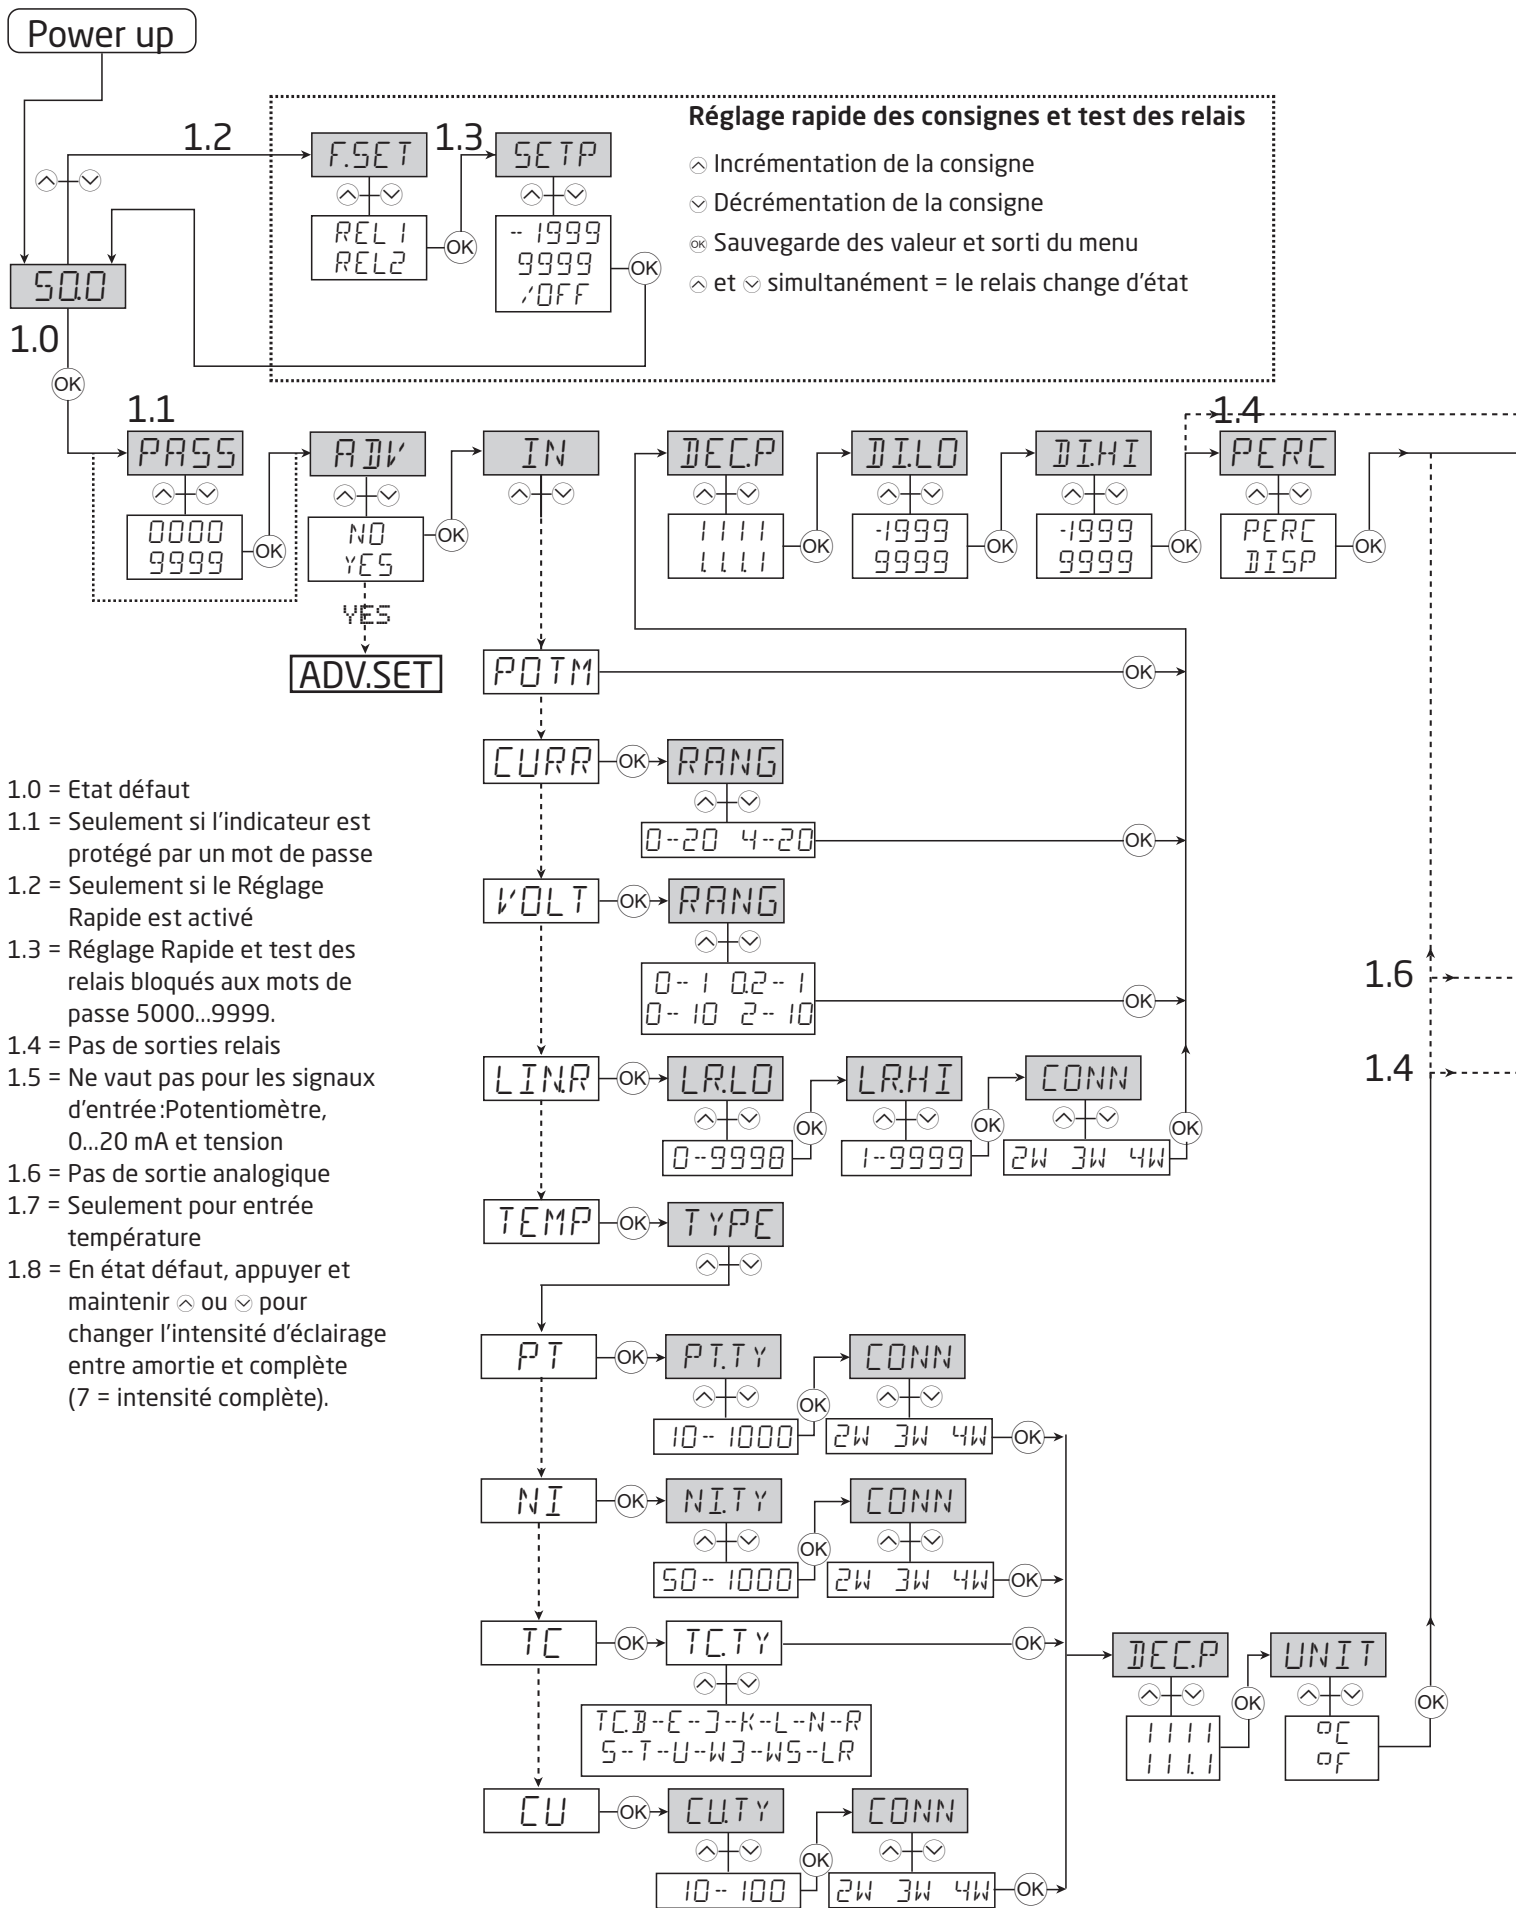 Power up
1.2
F.SET
REL1
REL2
OK
1.3
SETP
-1999
9999
/OFF
OK
Réglage rapide des consignes et test des relais
Incrémentation de la consigne
Décrémentation de la consigne
OK Sauvegarde des valeur et sorti du menu
et simultanément = le relais change d'état
50.0
1.0
OK
1.1
PASS
0000
9999
OK
ADV
NO
YES
OK
YES
ADV.SET
IN
DEC.P
1111
1.1.1.1
OK
DI.LO
-1999
9999
OK
DI.HI
-1999
9999
OK
1.4
PERC
PERC
DISP
OK
POTM
OK
CURR
OK
RANG
0-20 4-20
OK
VOLT
OK
RANG
0-1 0.2-1
0-10 2-10
OK
LIN.R
OK
LR.LO
0-9998
OK
LR.HI
1-9999
OK
CONN
2W 3W 4W
OK
TEMP
OK
TYPE
PT
OK
PT.TY
10-1000
OK
CONN
2W 3W 4W
OK
NI
OK
NI.TY
50-1000
OK
CONN
2W 3W 4W
OK
TC
OK
TC.TY
OK
TC.B-E-J-K-L-N-R
S-T-U-W3-W5-LR
CU
OK
CU.TY
10-100
OK
CONN
2W 3W 4W
OK
DEC.P
1111
111.1
OK
UNIT
°C
°F
OK
1.6
1.4
1.0 = Etat défaut
1.1 = Seulement si l'indicateur est
protégé par un mot de passe
1.2 = Seulement si le Réglage
Rapide est activé
1.3 = Réglage Rapide et test des
relais bloqués aux mots de
passe 5000...9999.
1.4 = Pas de sorties relais
1.5 = Ne vaut pas pour les signaux
d'entrée:Potentiomètre,
0...20 mA et tension
1.6 = Pas de sortie analogique
1.7 = Seulement pour entrée
température
1.8 = En état défaut, appuyer et
maintenir ou pour
changer l'intensité d'éclairage
entre amortie et complète
(7 = intensité complète).